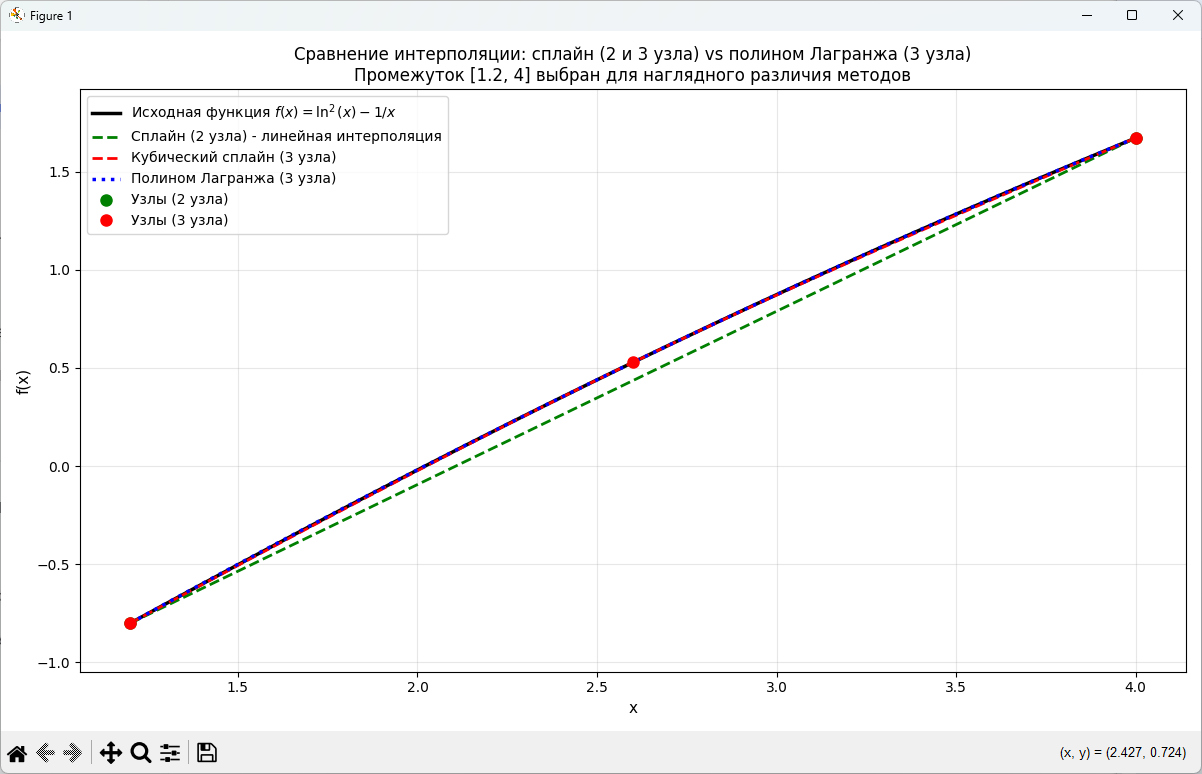 Figure 1
Сравнение интерполяции: сплайн (2 и 3 узла) vs полином Лагранжа (3 узла)
Промежуток [1.2, 4] выбран для наглядного различия методов
Исходная функция f(x) = ln²(x) − 1/x
Сплайн (2 узла) - линейная интерполяция
Кубический сплайн (3 узла)
Полином Лагранжа (3 узла)
Узлы (2 узла)
Узлы (3 узла)
1.5
1.0
0.5
0.0
−0.5
−1.0
f(x)
1.5 2.0 2.5 3.0 3.5 4.0
x
(x, y) = (2.427, 0.724)